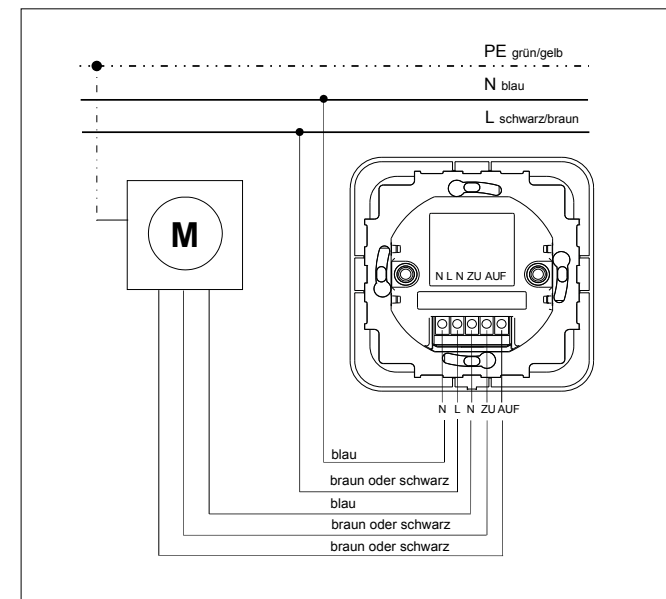 PE grün/gelb
N blau
L schwarz/braun
M
N L N ZU AUF
N L N ZU AUF
blau
braun oder schwarz
blau
braun oder schwarz
braun oder schwarz